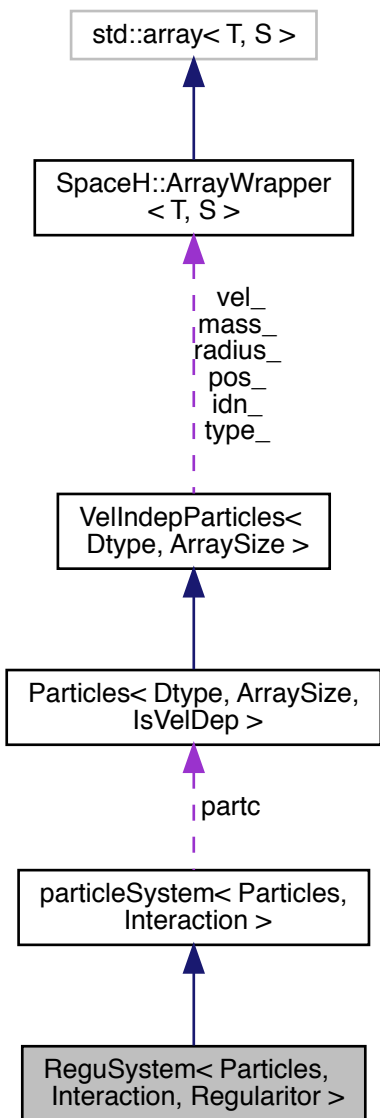 std::array< T, S >
SpaceH::ArrayWrapper
< T, S >
vel_
mass_
radius_
pos_
idn_
type_
VelIndepParticles<
Dtype, ArraySize >
Particles< Dtype, ArraySize,
IsVelDep >
partc
particleSystem< Particles,
Interaction >
ReguSystem< Particles,
Interaction, Regularitor >